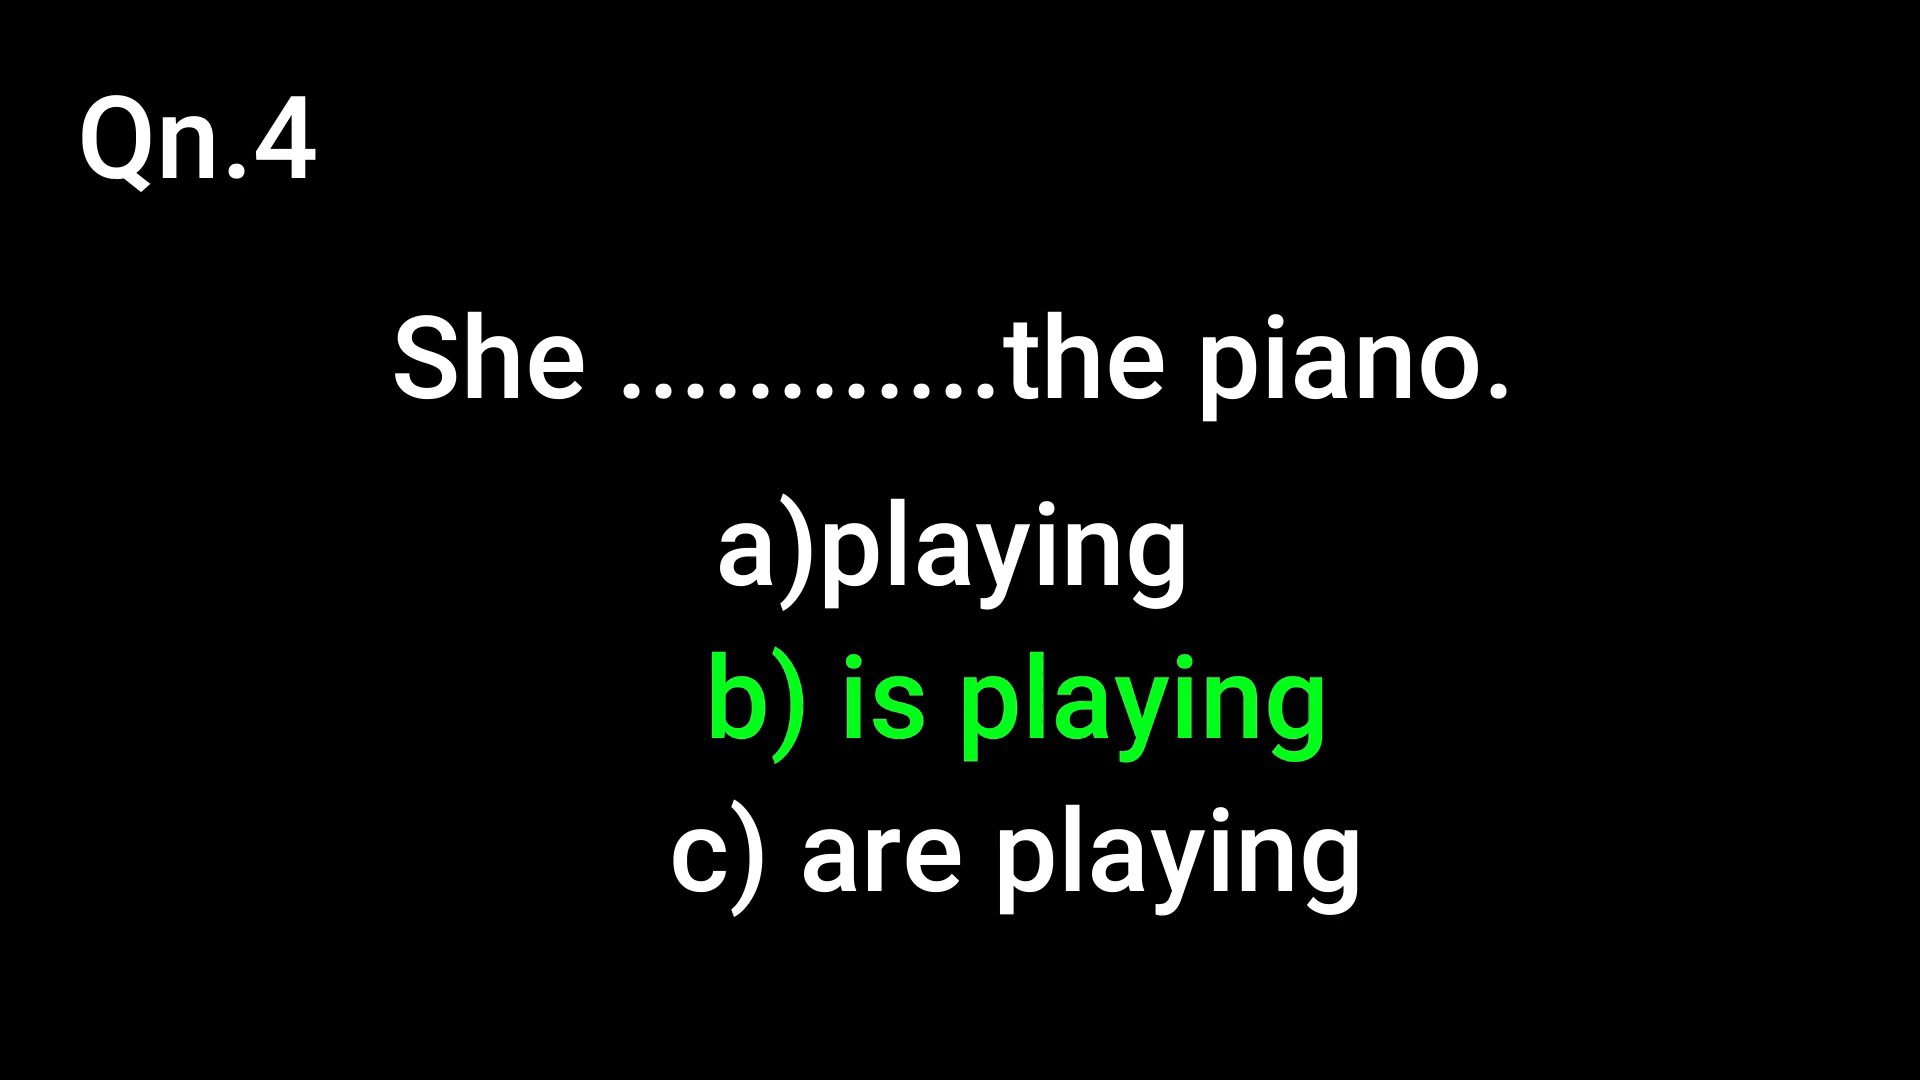 Qn.4
She ............the piano.
a)playing
b) is playing
c) are playing